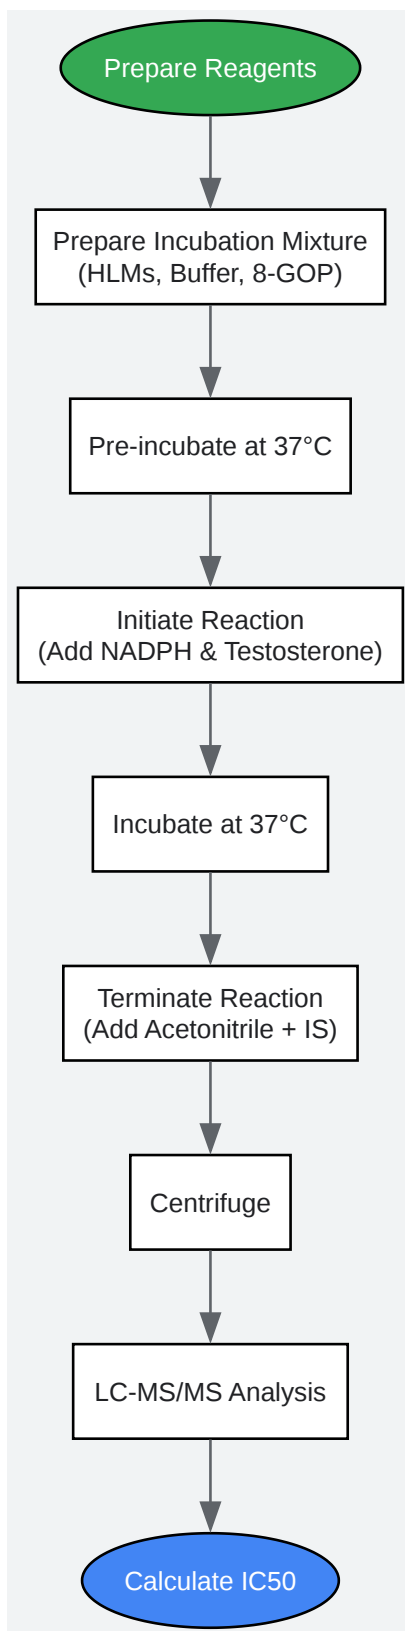 Prepare Reagents
Prepare Incubation Mixture
(HLMs, Buffer, 8-GOP)
Pre-incubate at 37°C
Initiate Reaction
(Add NADPH & Testosterone)
Incubate at 37°C
Terminate Reaction
(Add Acetonitrile + IS)
Centrifuge
LC-MS/MS Analysis
Calculate IC50